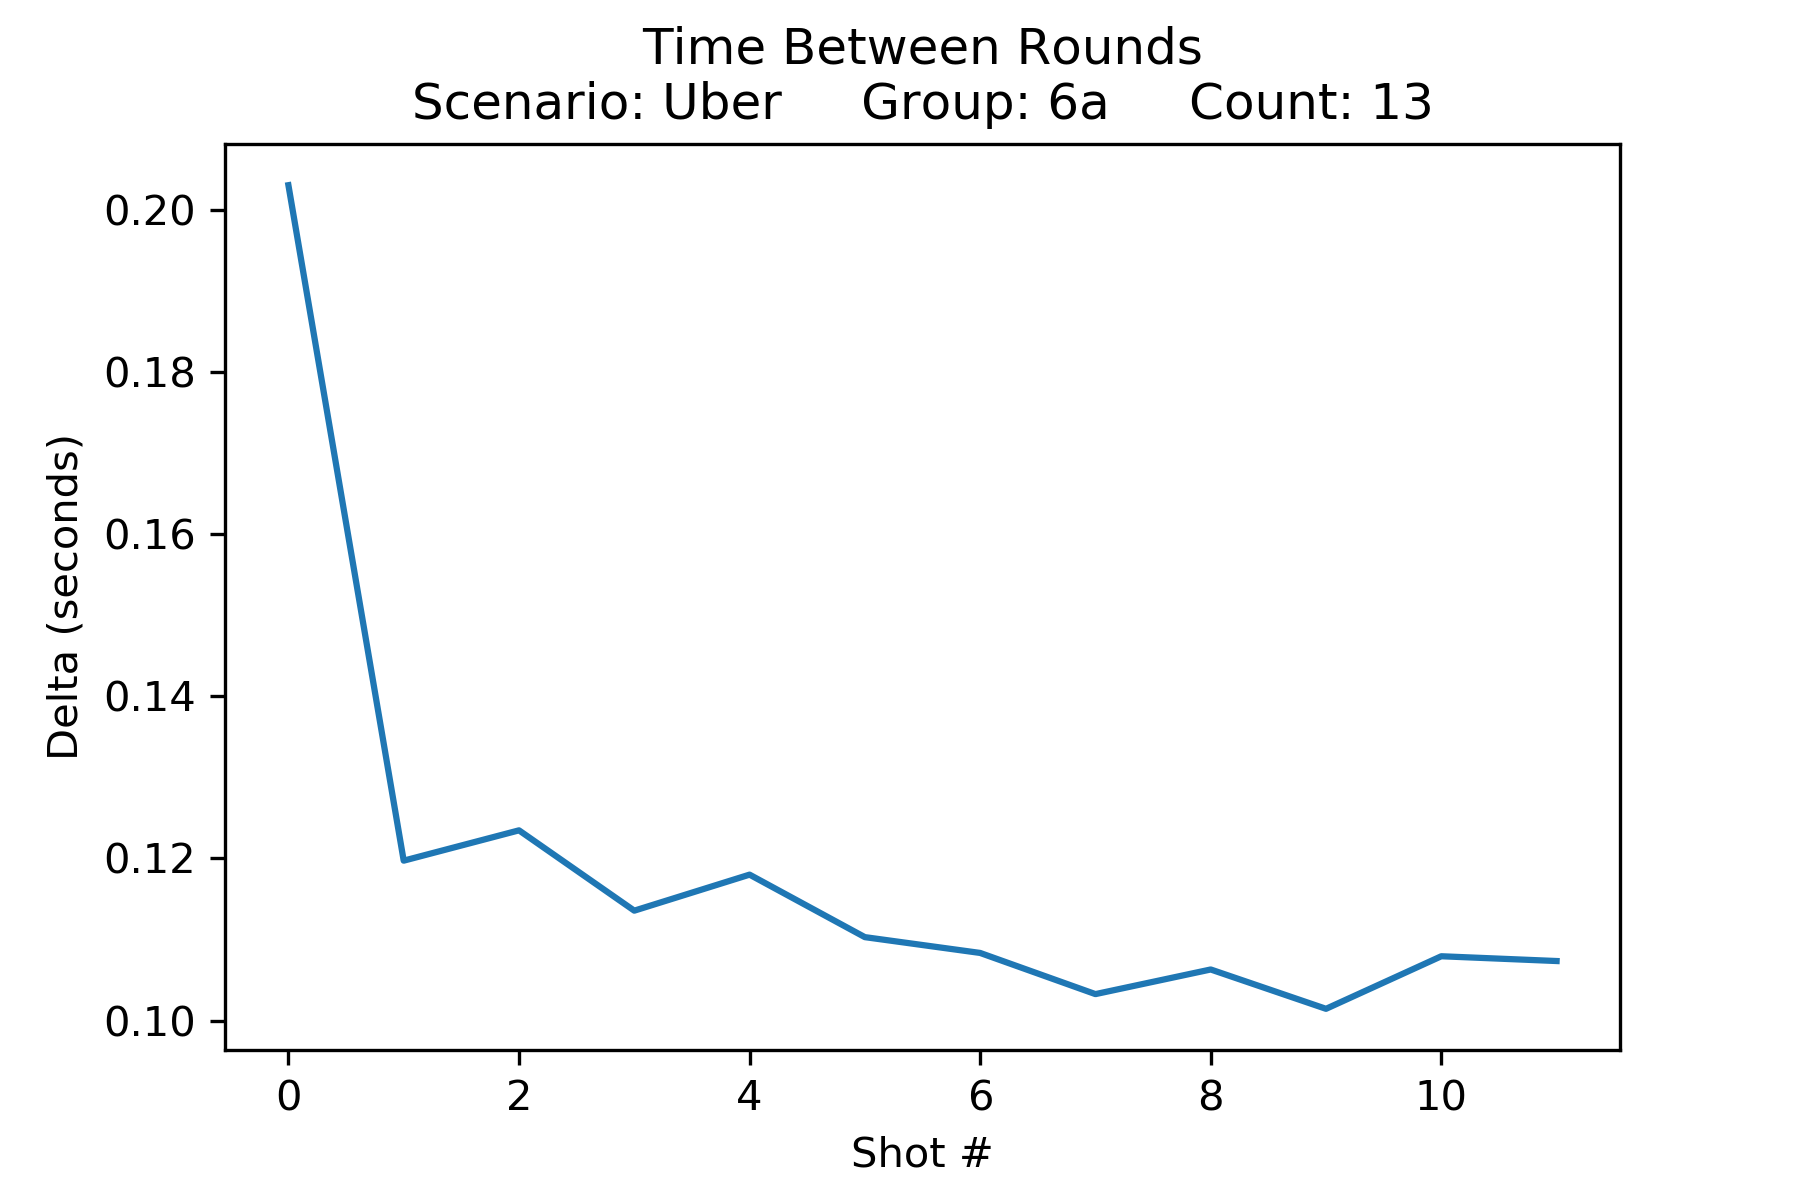 Time Between Rounds
Scenario: Uber     Group: 6a     Count: 13
Delta (seconds)
0.20
0.18
0.16
0.14
0.12
0.10
0 2 4 6 8 10
Shot #